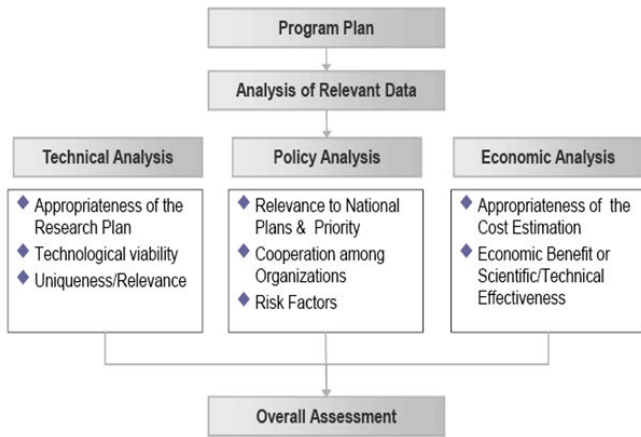 Program Plan
Analysis of Relevant Data
Technical Analysis
Appropriateness of the
Research Plan
Technological viability
Uniqueness/Relevance
Policy Analysis
Relevance to National
Plans & Priority
Cooperation among
Organizations
Risk Factors
Economic Analysis
Appropriateness of the
Cost Estimation
Economic Benefit or
Scientific/Technical
Effectiveness
Overall Assessment